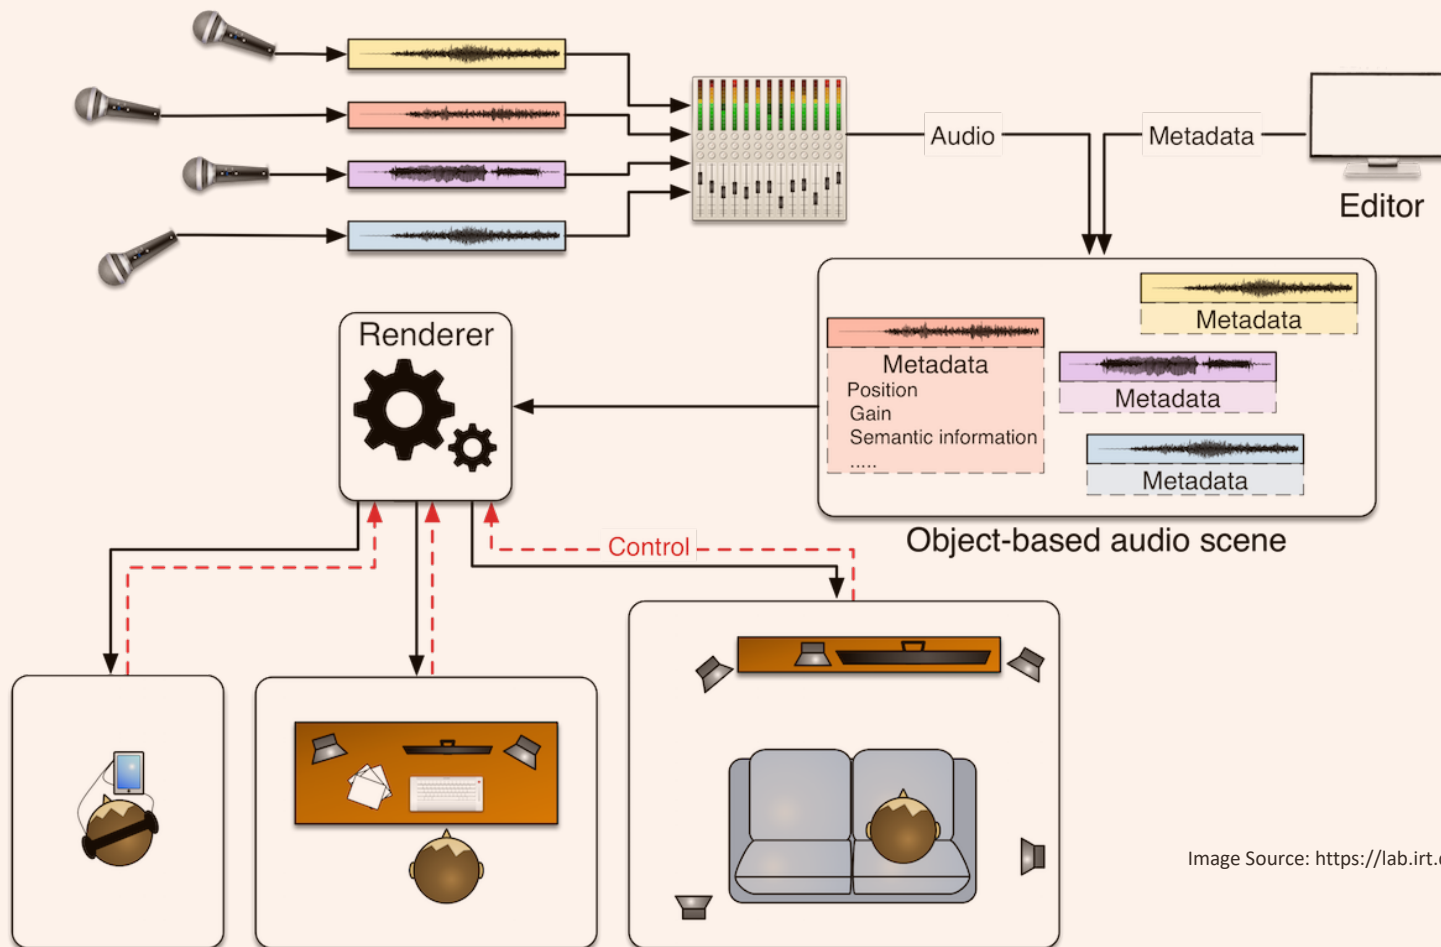 Audio
Metadata
Editor
Renderer
Metadata
Metadata
Position
Gain
Semantic information
.....
Metadata
Metadata
Control
Object-based audio scene
Image Source: https://lab.irt.